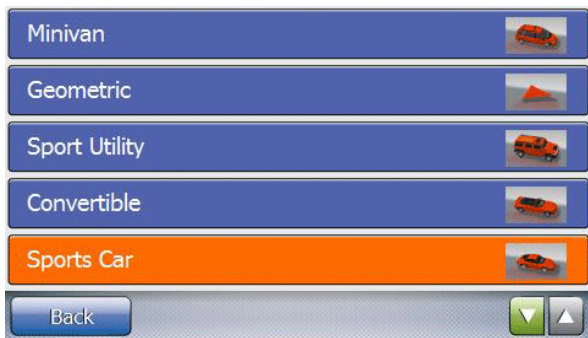 Minivan
Geometric
Sport Utility
Convertible
Sports Car
Back